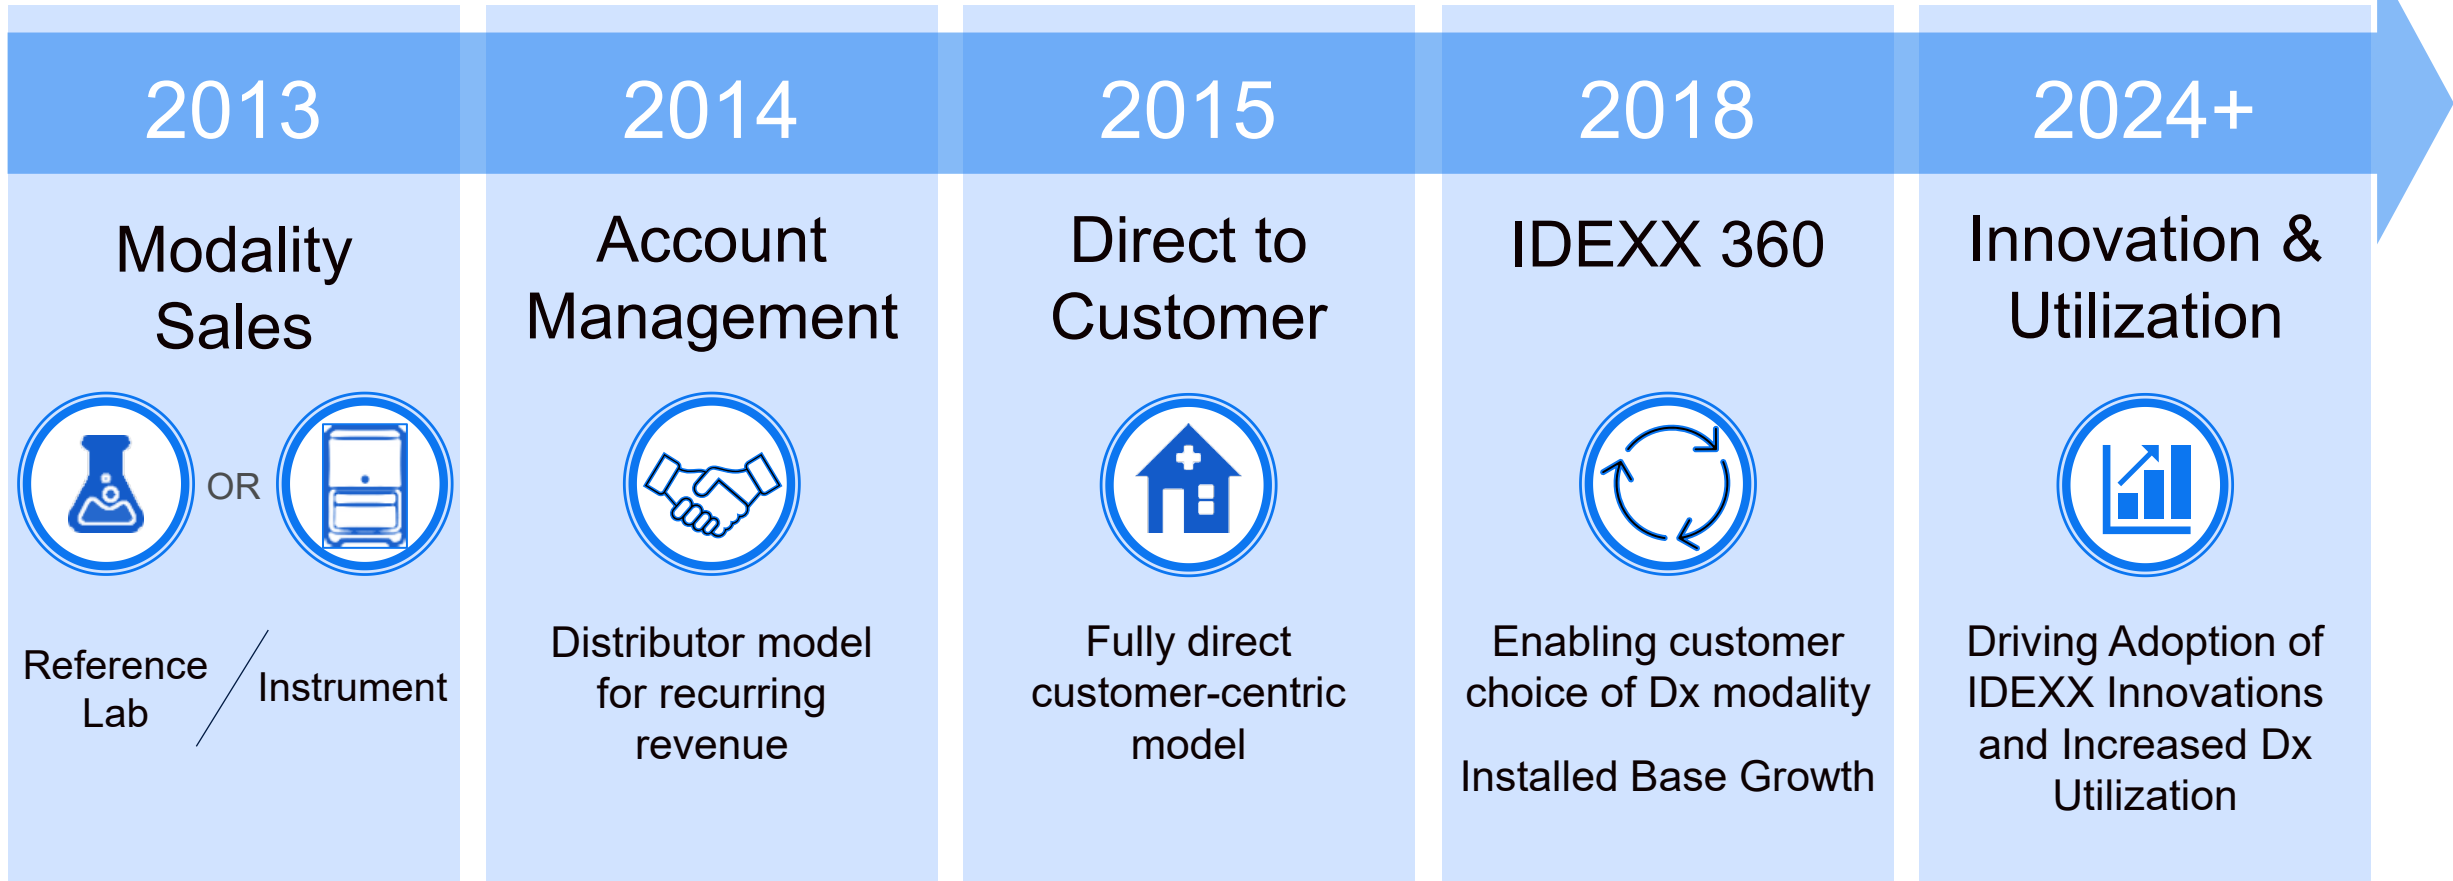 2013
Modality
Sales
OR
Reference
Lab
Instrument
2014
Account
Management
Distributor model
for recurring
revenue
2015
Direct to
Customer
Fully direct
customer-centric
model
2018
IDEXX 360
Enabling customer
choice of Dx modality
Installed Base Growth
2024+
Innovation &
Utilization
Driving Adoption of
IDEXX Innovations
and Increased Dx
Utilization